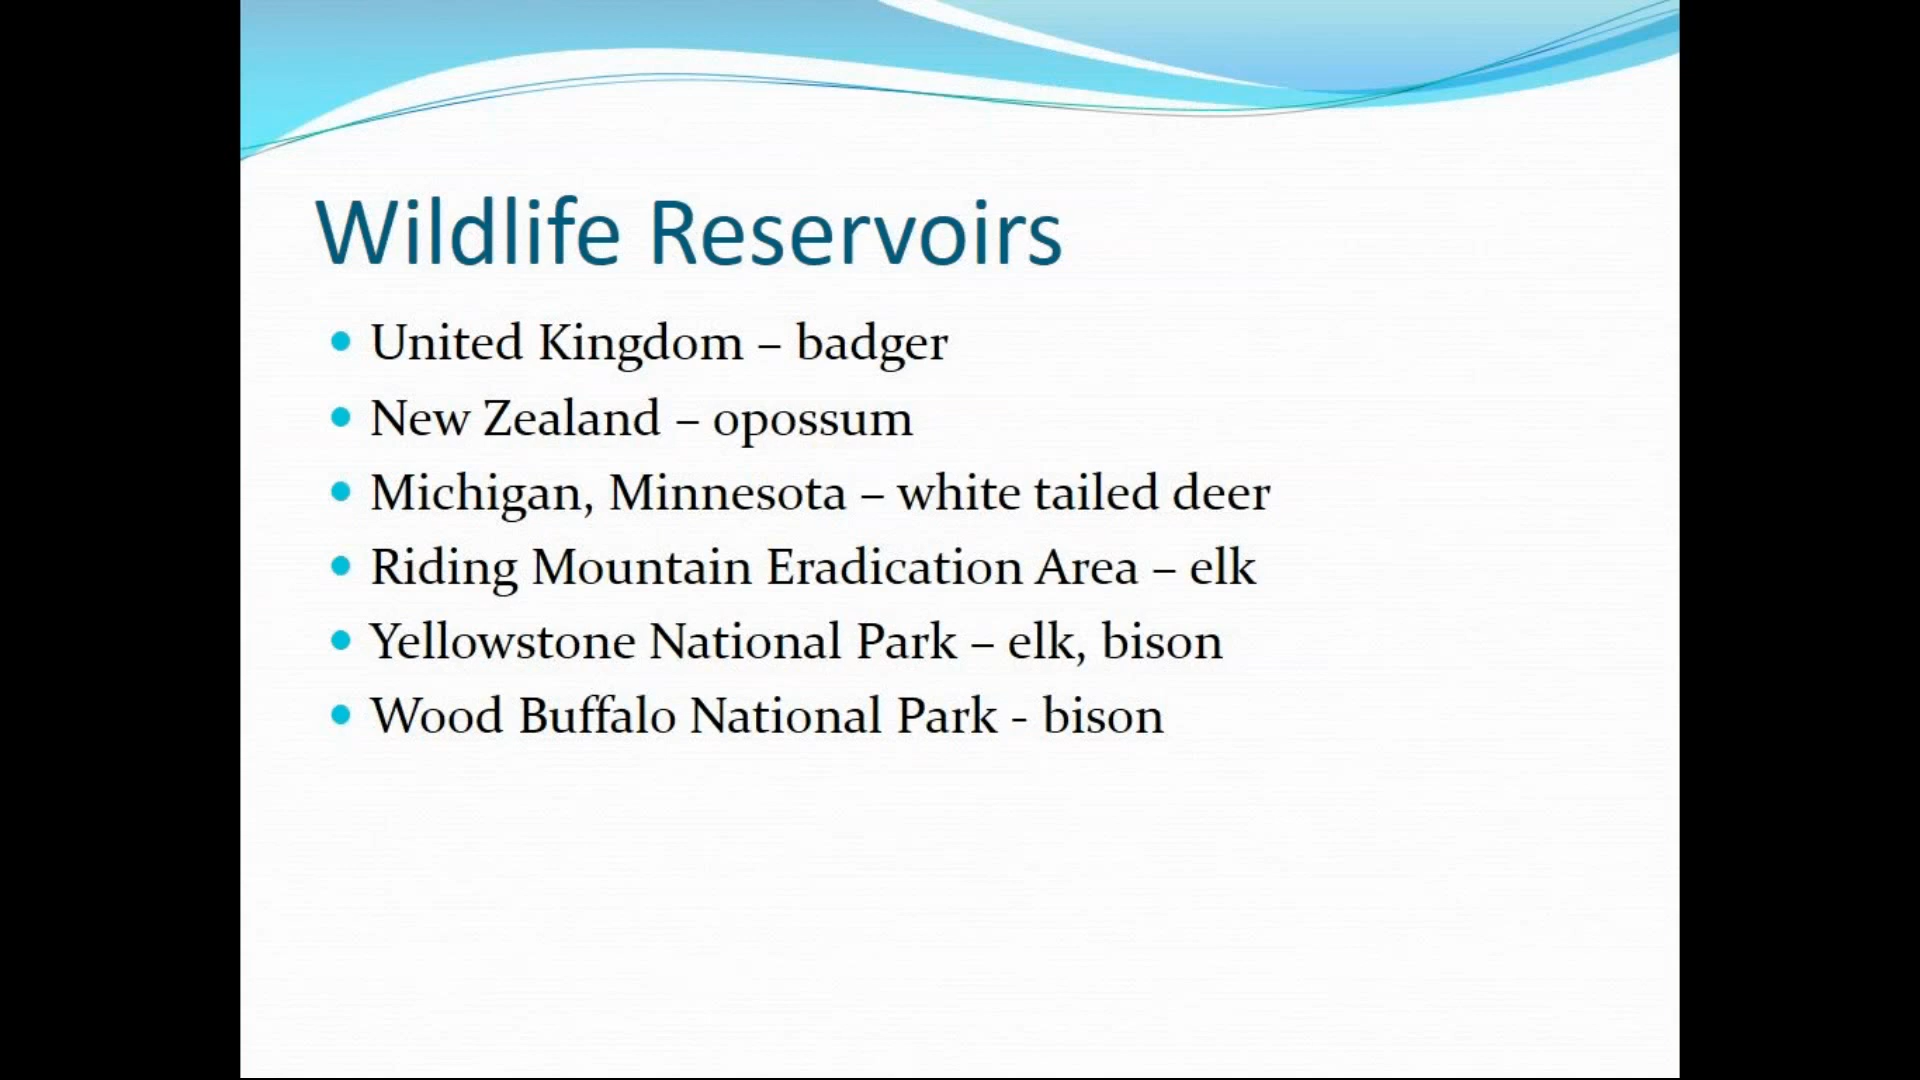 Wildlife Reservoirs
• United Kingdom – badger
• New Zealand – opossum
• Michigan, Minnesota – white tailed deer
• Riding Mountain Eradication Area – elk
• Yellowstone National Park – elk, bison
• Wood Buffalo National Park - bison